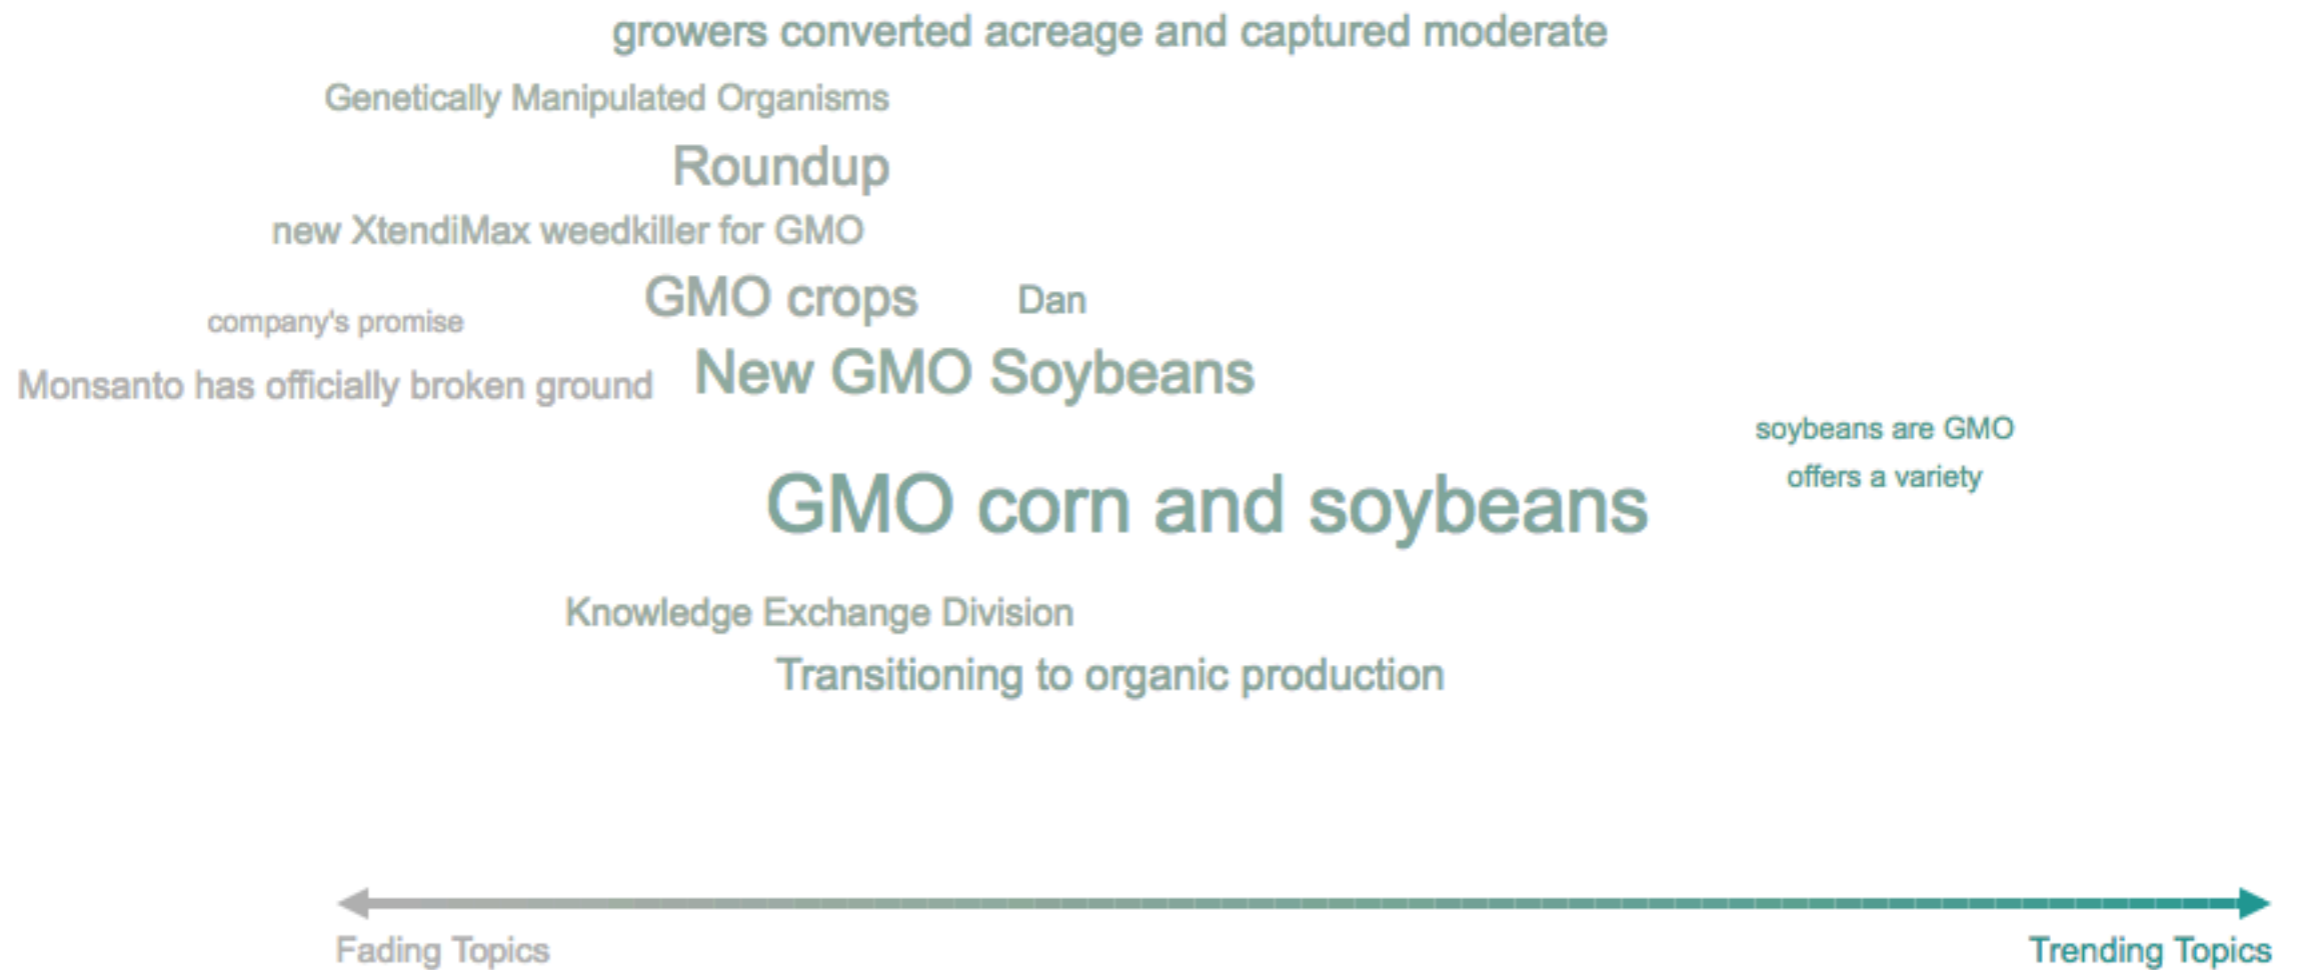 growers converted acreage and captured moderate
Genetically Manipulated Organisms
Roundup
new XtendiMax weedkiller for GMO
GMO crops
Dan
company's promise
Monsanto has officially broken ground
New GMO Soybeans
soybeans are GMO
offers a variety
GMO corn and soybeans
Knowledge Exchange Division
Transitioning to organic production
Fading Topics
Trending Topics